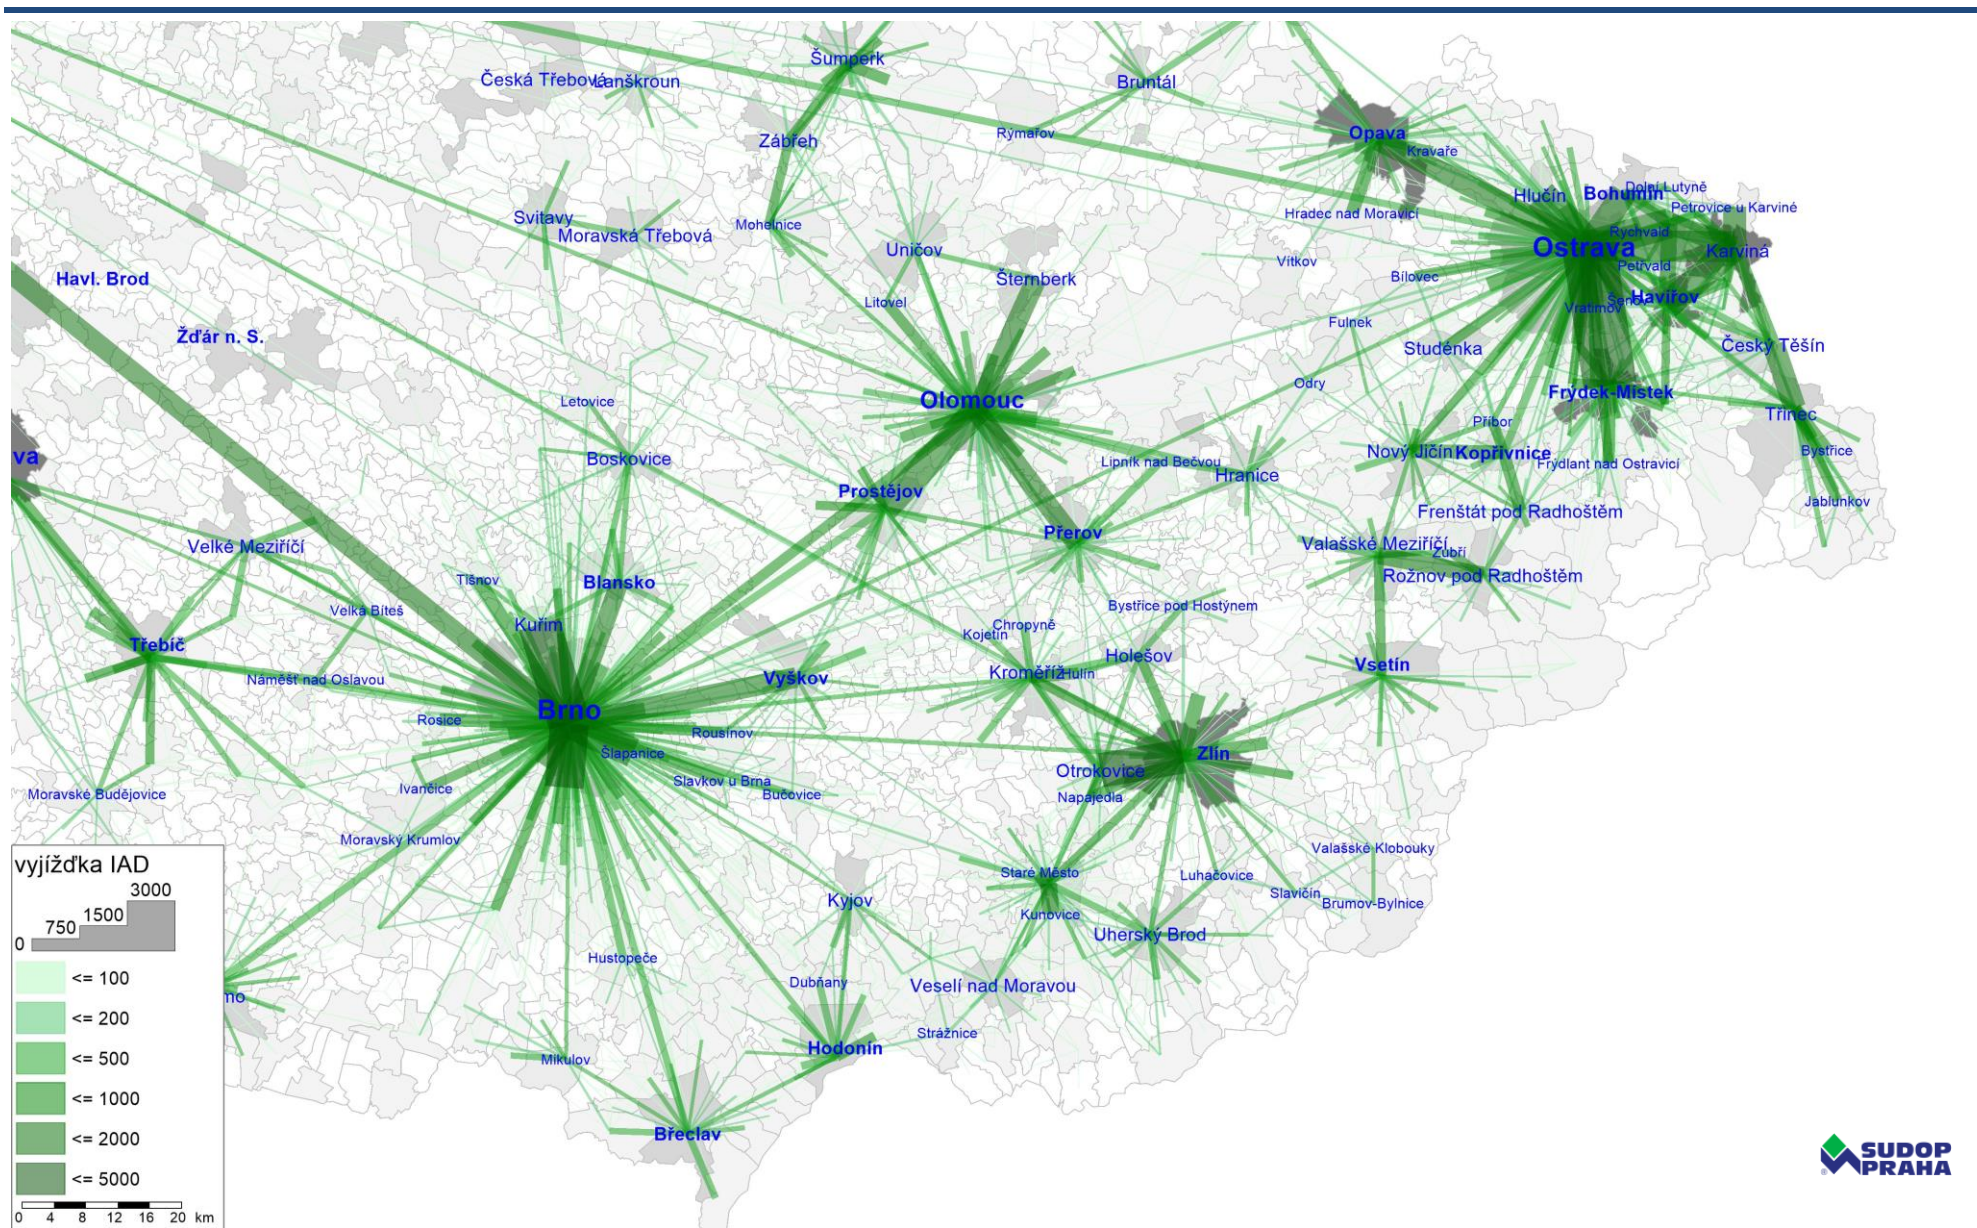 Šumperk
Česká Třebová
Lanškroun
Bruntál
Rýmařov
Opava
Zábřeh
Kravaře
Hlučín
Bohumín
Dolní Lutyně
Petrovice u Karviné
Svitavy
Moravská Třebová
Mohelnice
Hradec nad Moravicí
Rychvald
Ostrava
Karviná
Uničov
Vítkov
Petřvald
Bílovec
Havl. Brod
Šternberk
Litovel
Šenov
Havířov
Vratimov
Fulnek
Žďár n. S.
Studénka
Český Těšín
Odry
Olomouc
Frýdek-Místek
Letovice
Třinec
Příbor
va
Boskovice
Nový Jičín
Kopřivnice
Bystřice
Lipník nad Bečvou
Hranice
Frýdlant nad Ostravicí
Prostějov
Jablunkov
Frenštát pod Radhoštěm
Přerov
Velké Meziříčí
Valašské Meziříčí
Zubří
Tišnov
Blansko
Rožnov pod Radhoštěm
Velká Bíteš
Bystřice pod Hostýnem
Kuřim
Chropyně
Kojetín
Třebíč
Holešov
Vsetín
Náměšť nad Oslavou
Vyškov
Kroměříž
Hulín
Brno
Rosice
Rousínov
Šlapanice
Zlín
Otrokovice
Slavkov u Brna
Ivančice
Bučovice
Napajedla
Moravské Budějovice
Moravský Krumlov
Valašské Klobouky
Staré Město
Luhačovice
Slavičín
Kyjov
Brumov-Bylnice
Kunovice
Uherský Brod
Hustopeče
Dubňany
Veselí nad Moravou
mo
Strážnice
Hodonín
Mikulov
Břeclav
vyjížďka IAD
3000
1500
750
0
<= 100
<= 200
<= 500
<= 1000
<= 2000
<= 5000
0 4 8 12 16 20 km
SUDOP
PRAHA